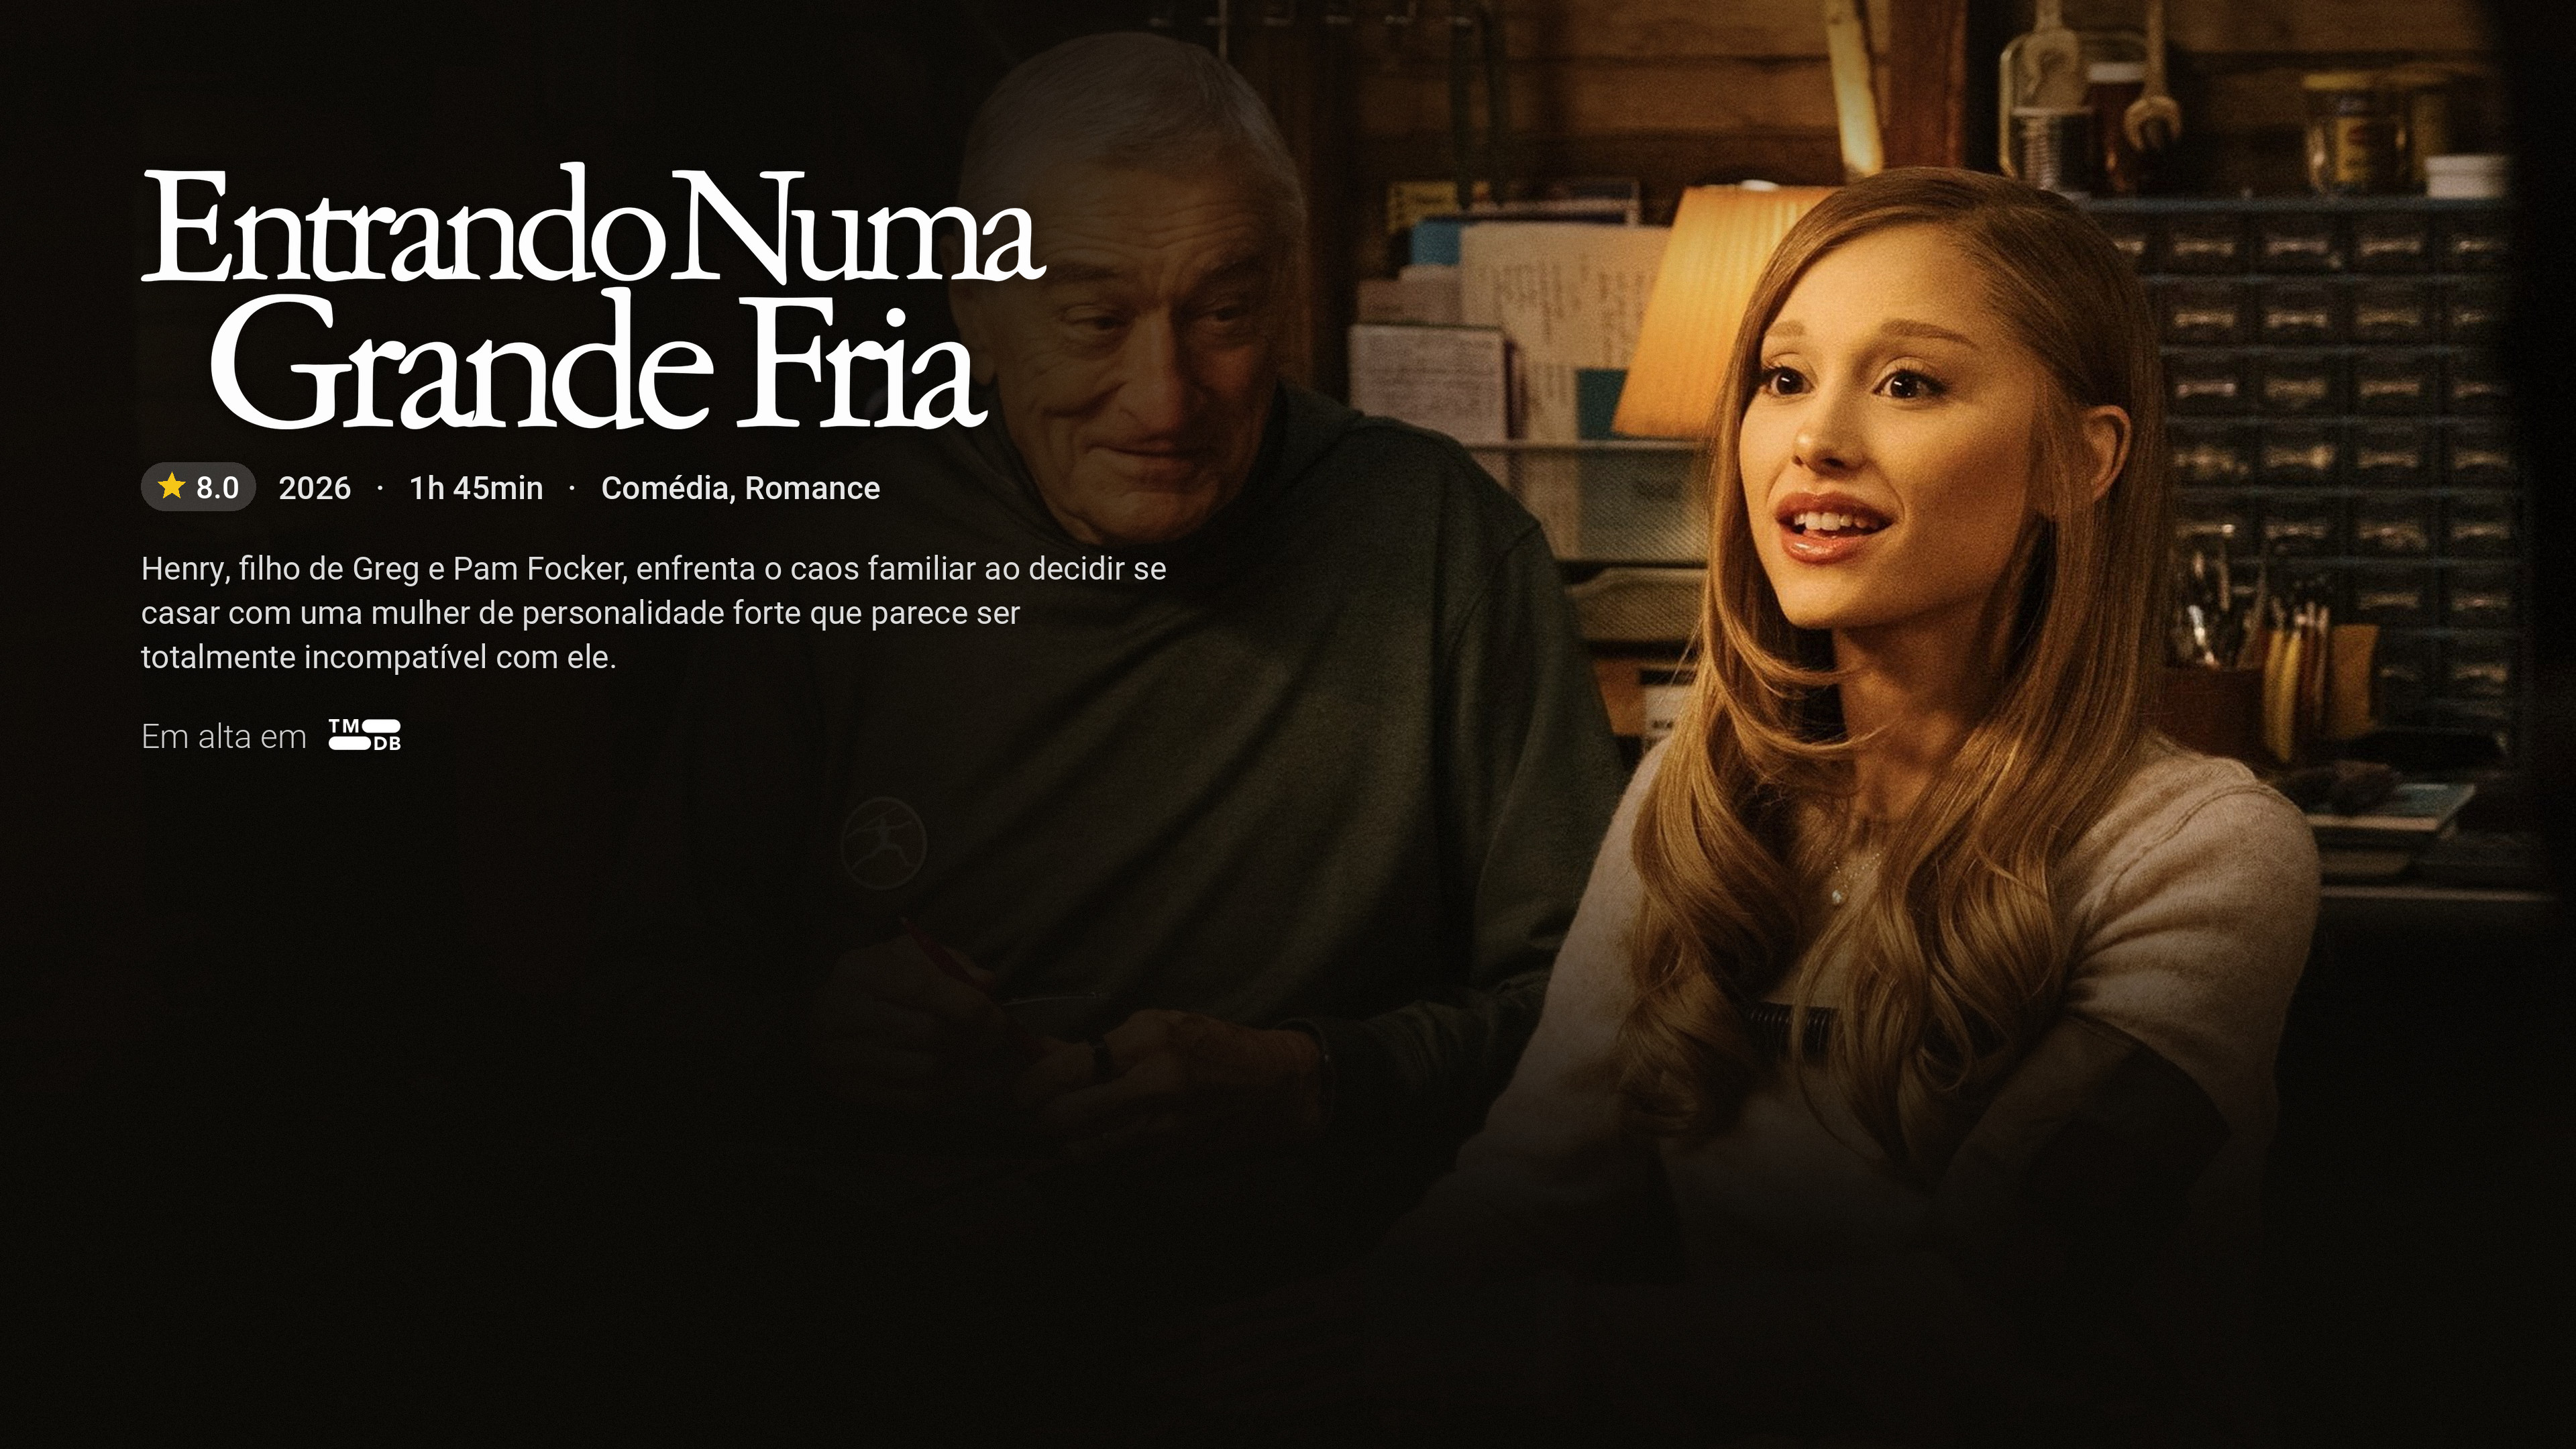 Entrando Numa
Grande Fria
8.0 2026 · 1h 45min · Comédia, Romance
Henry, filho de Greg e Pam Focker, enfrenta o caos familiar ao decidir se
casar com uma mulher de personalidade forte que parece ser
totalmente incompatível com ele.
Em alta em TMDB